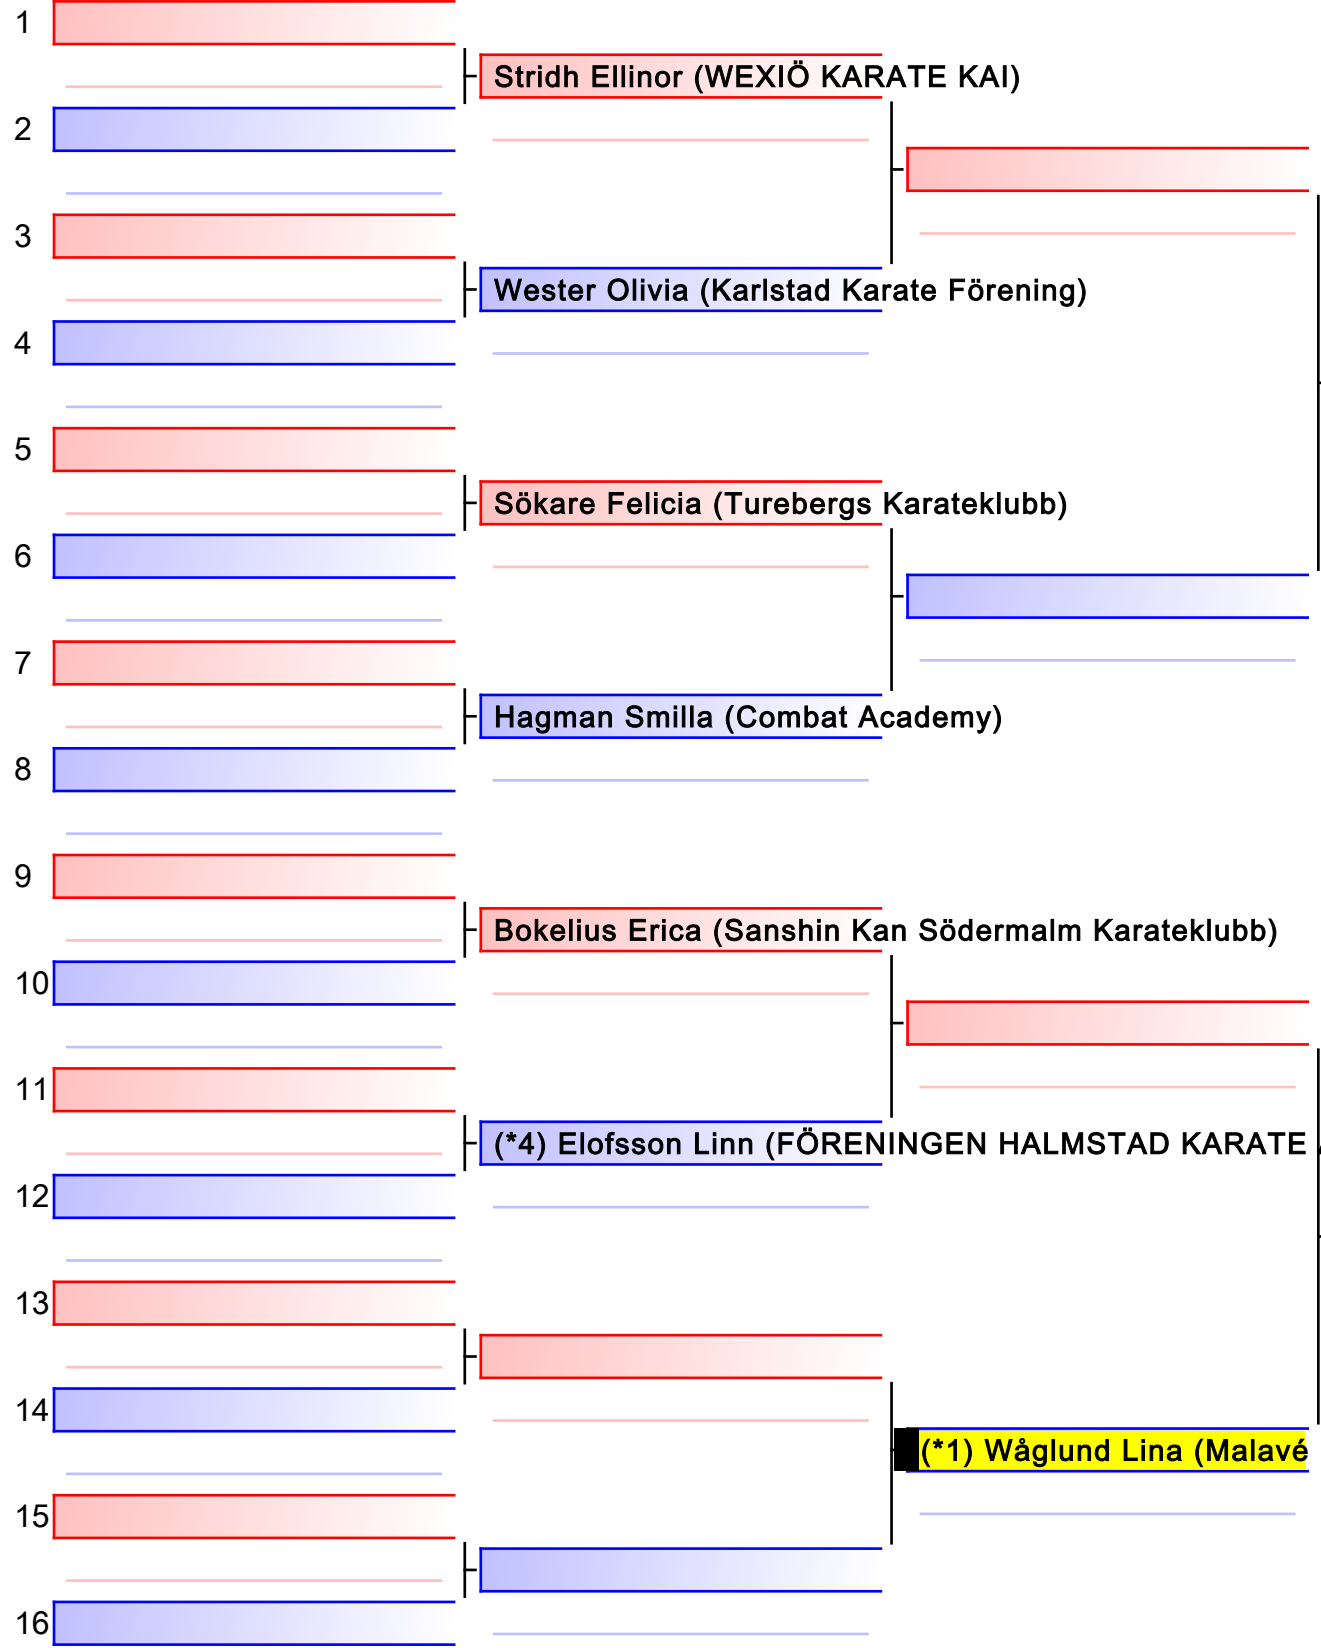 1
Stridh Ellinor (WEXIÖ KARATE KAI)
2
3
Wester Olivia (Karlstad Karate Förening)
4
5
Sökare Felicia (Turebergs Karateklubb)
6
7
Hagman Smilla (Combat Academy)
8
9
Bokelius Erica (Sanshin Kan Södermalm Karateklubb)
10
11
(*4) Elofsson Linn (FÖRENINGEN HALMSTAD KARATE
12
13
14
(*1) Wåglund Lina (Malavé
15
16